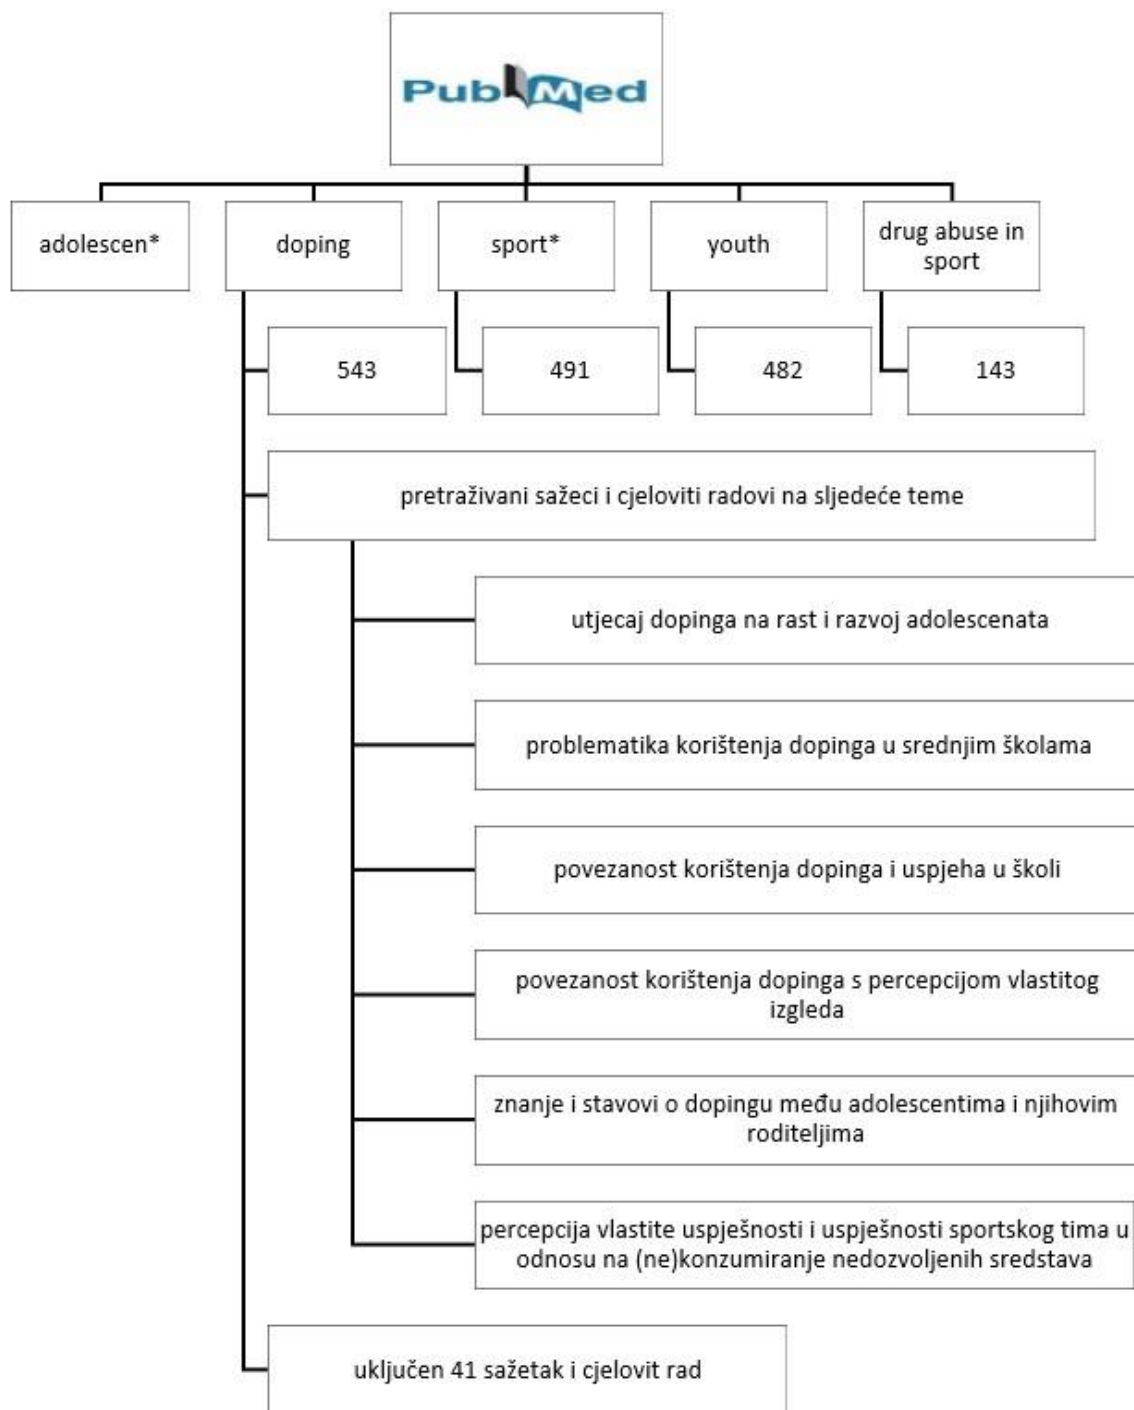 PubMed
adolescen*
doping
sport*
youth
drug abuse in
sport
543
491
482
143
pretraživani sažeci i cjeloviti radovi na sljedeće teme
utjecaj dopinga na rast i razvoj adolescenata
problematika korištenja dopinga u srednjim školama
povezanost korištenja dopinga i uspjeha u školi
povezanost korištenja dopinga s percepcijom vlastitog
izgleda
znanje i stavovi o dopingu među adolescentima i njihovim
roditeljima
percepcija vlastite uspješnosti i uspješnosti sportskog tima u
odnosu na (ne)konzumiranje nedozvoljenih sredstava
uključen 41 sažetak i cjelovit rad